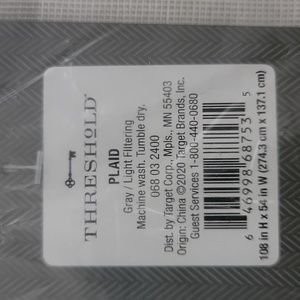 THRESHOLD™
PLAID
Gray / Light Filtering
Machine wash. Tumble dry.
068 03 2400
Dist. by Target Corp., Mpls., MN 55403
Origin: China ©2020 Target Brands, Inc.
Guest Services 1-800-440-0680
6 46998 68753 5
108 in H x 54 in W (274.3 cm x 137.1 cm)